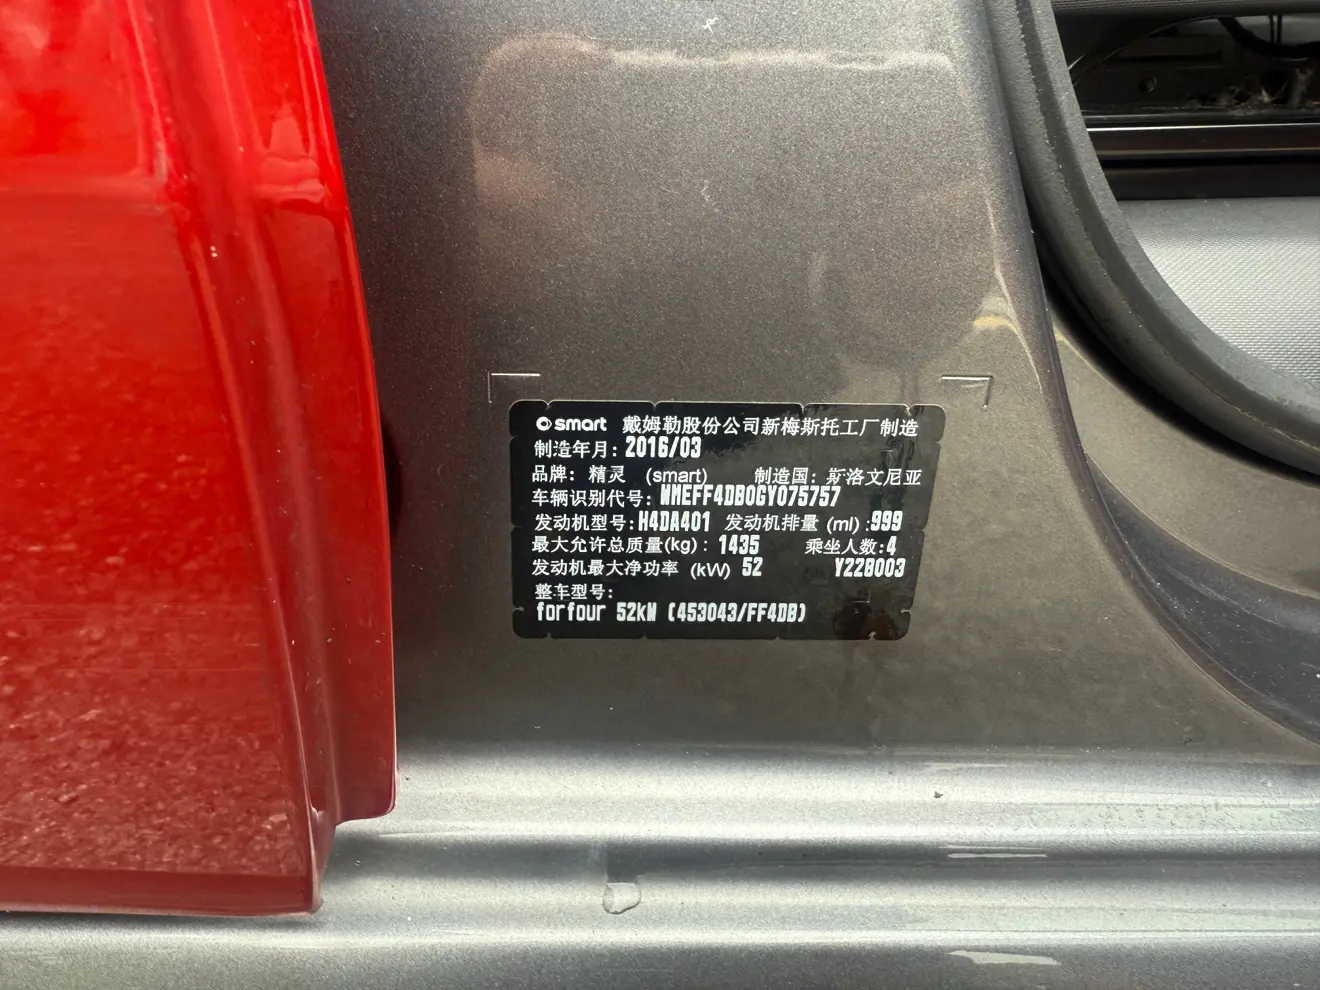 smart 戴姆勒股份公司新梅斯托工厂制造
制造年月: 2016/03
品牌: 精灵 (smart) 制造国: 斯洛文尼亚
车辆识别代号: WMEFF4DB0GY075757
发动机型号: H4DA401 发动机排量 (ml) :999
最大允许总质量(kg) : 1435 乘坐人数:4
发动机最大净功率 (kW) 52 Y228003
整车型号:
forfour 52kW (453043/FF4DB)